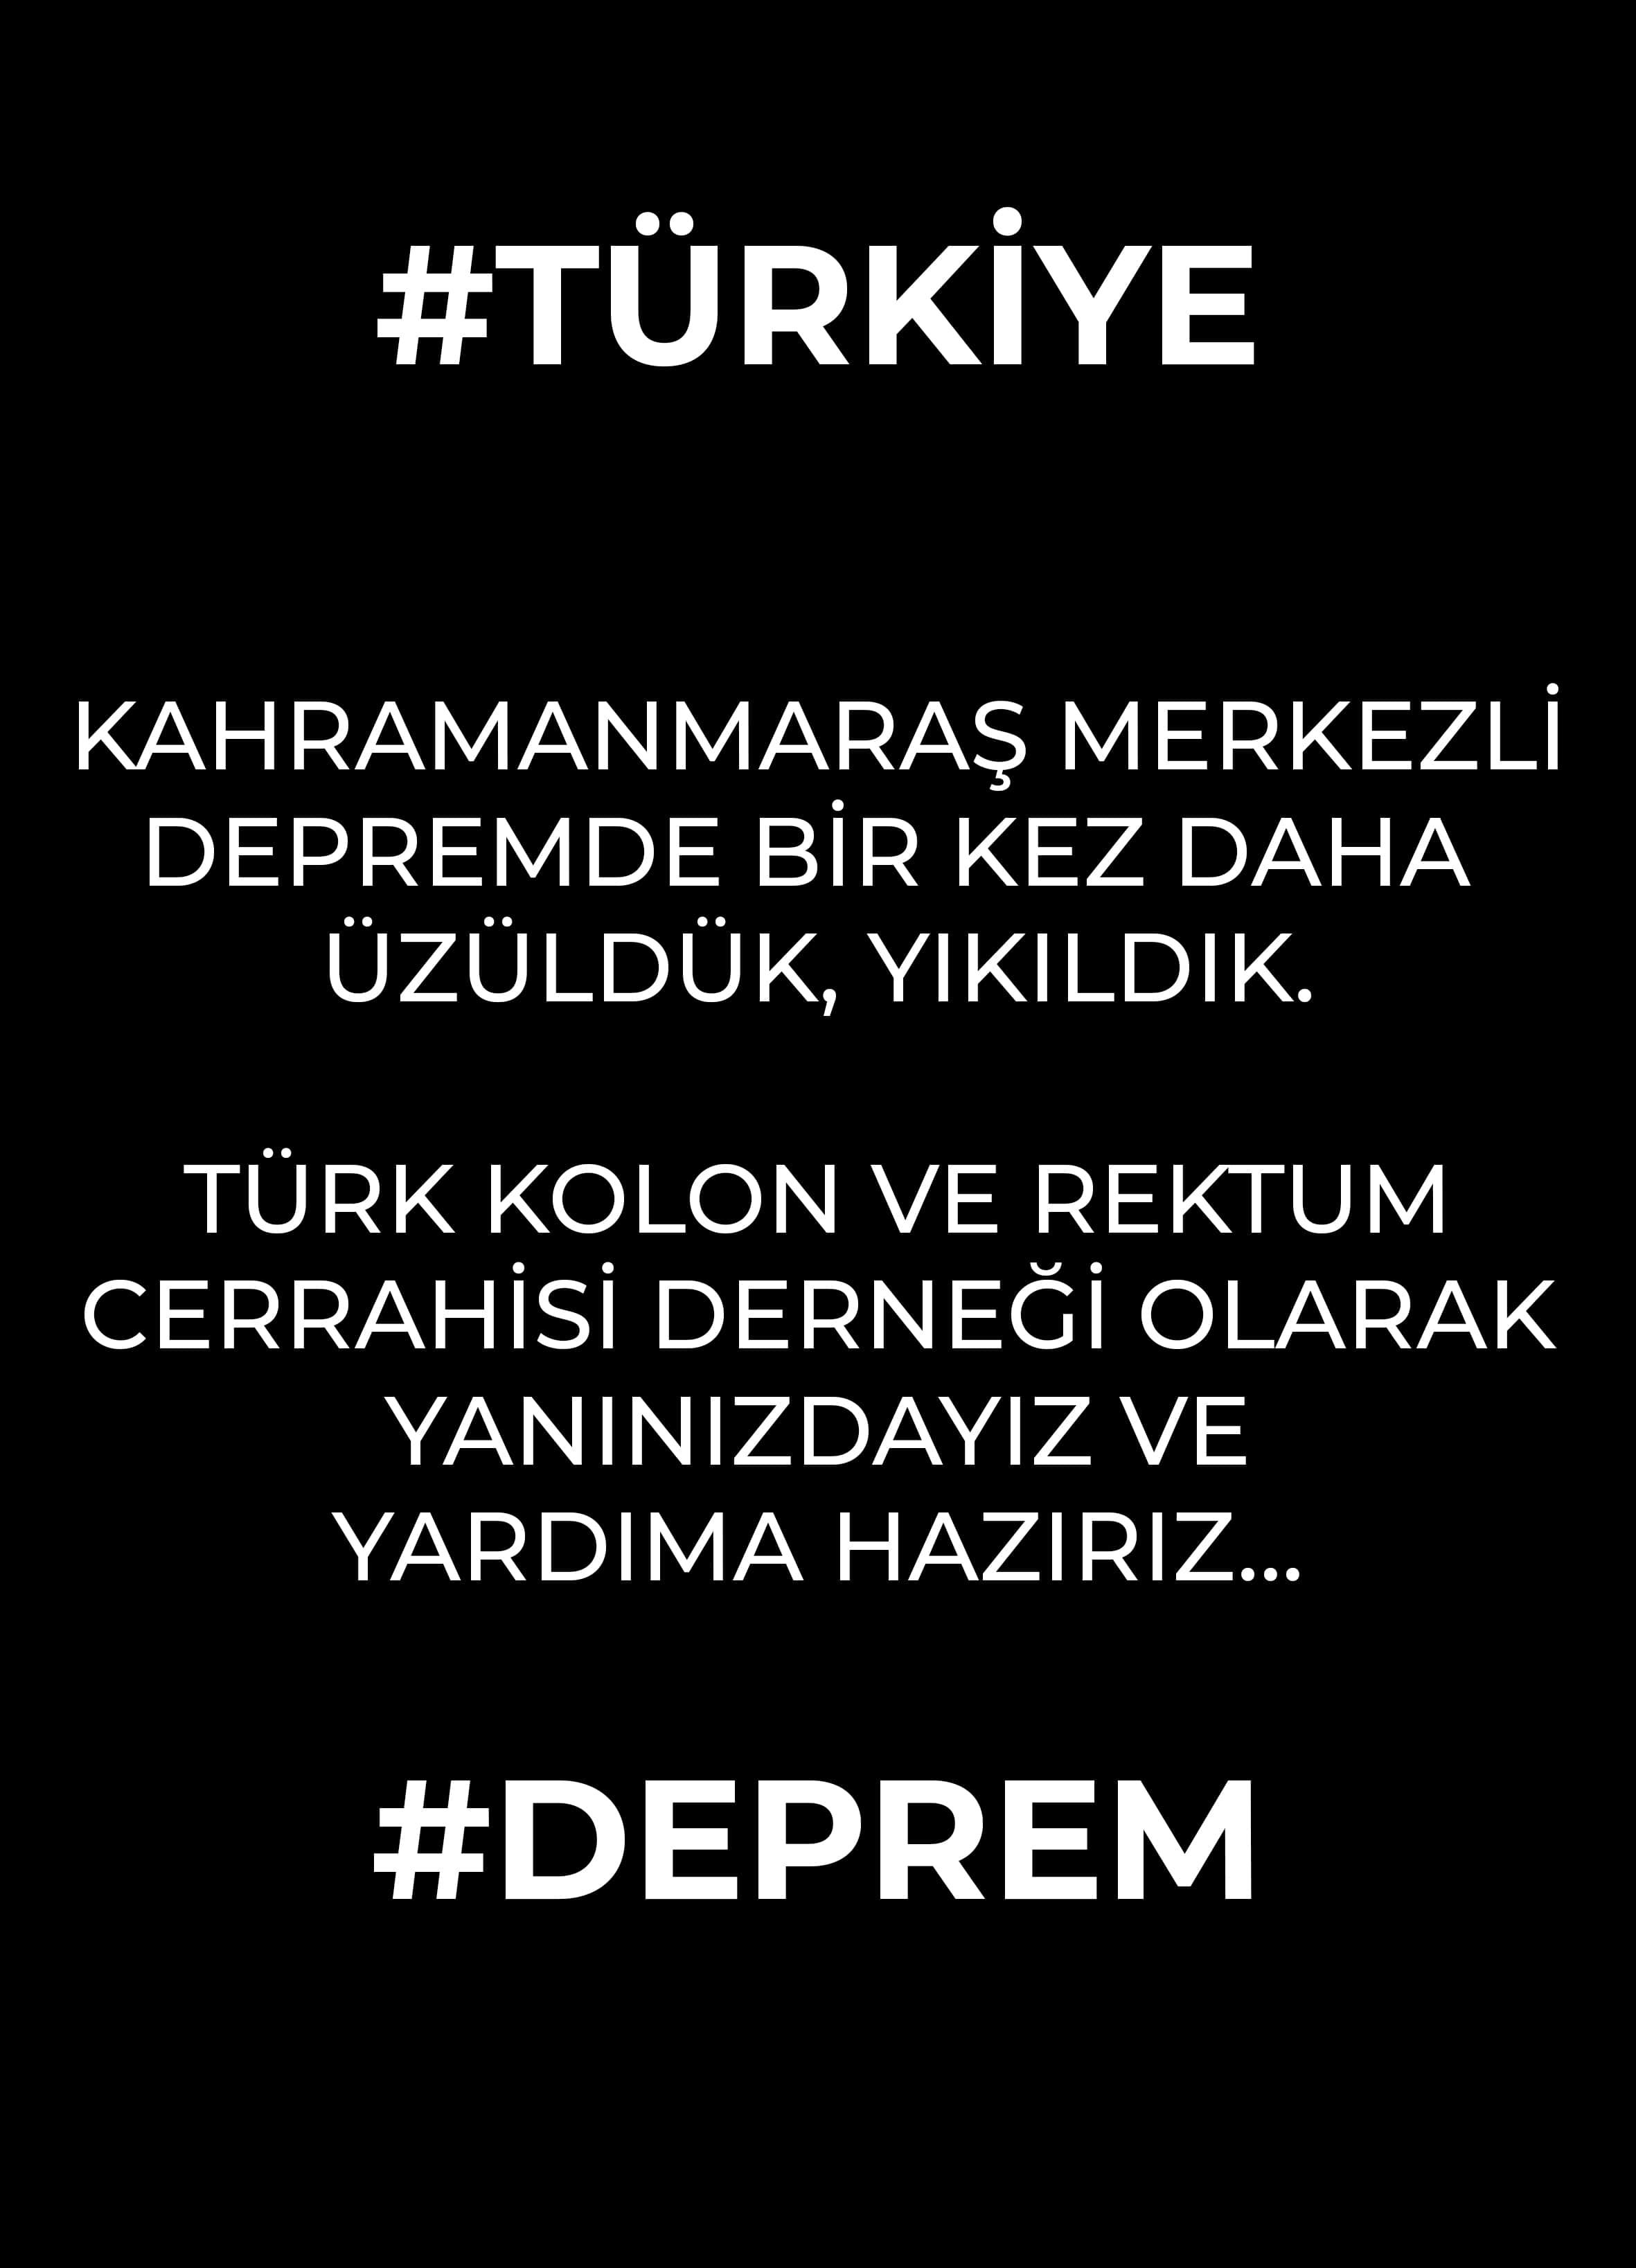 #TÜRKİYE
KAHRAMANMARAŞ MERKEZLİ
DEPREMDE BİR KEZ DAHA
ÜZÜLDÜK, YIKILDIK.
TÜRK KOLON VE REKTUM
CERRAHİSİ DERNEĞİ OLARAK
YANINIZDAYIZ VE
YARDIMA HAZIRIZ...
#DEPREM